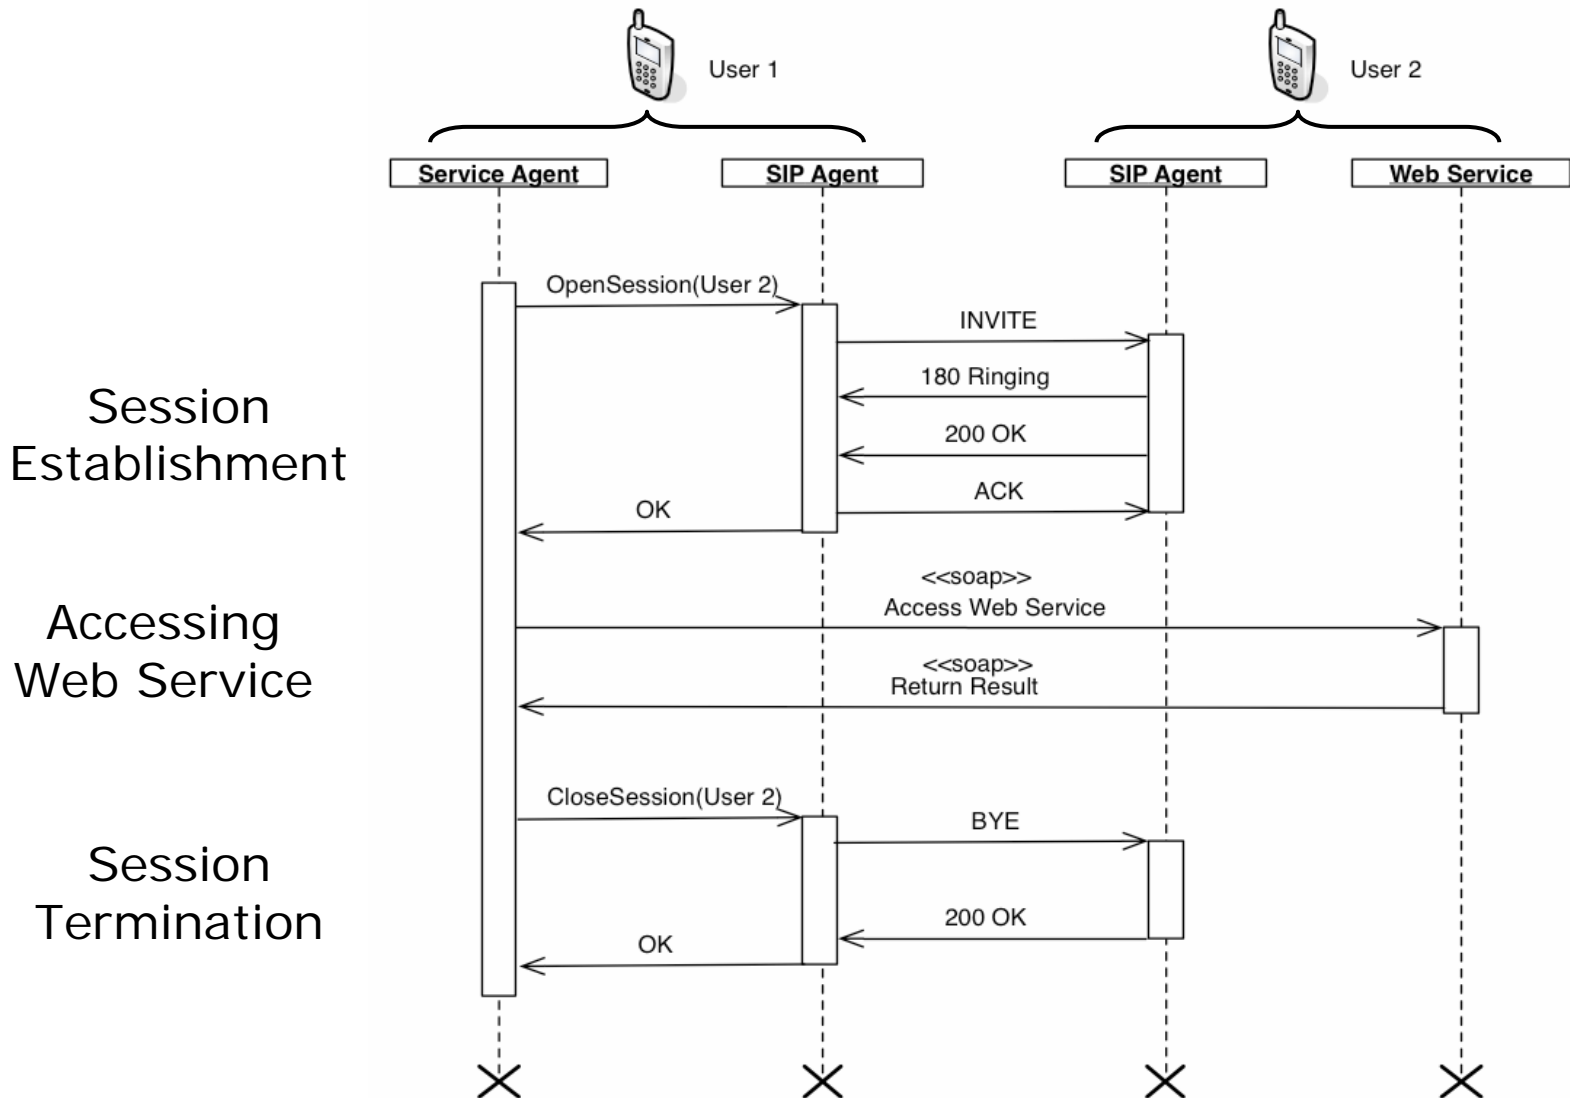 User 1
User 2
Service Agent
SIP Agent
SIP Agent
Web Service
OpenSession(User 2)
INVITE
180 Ringing
Session
Establishment
200 OK
ACK
OK
<<soap>>
Access Web Service
Accessing
Web Service
<<soap>>
Return Result
CloseSession(User 2)
BYE
Session
Termination
200 OK
OK